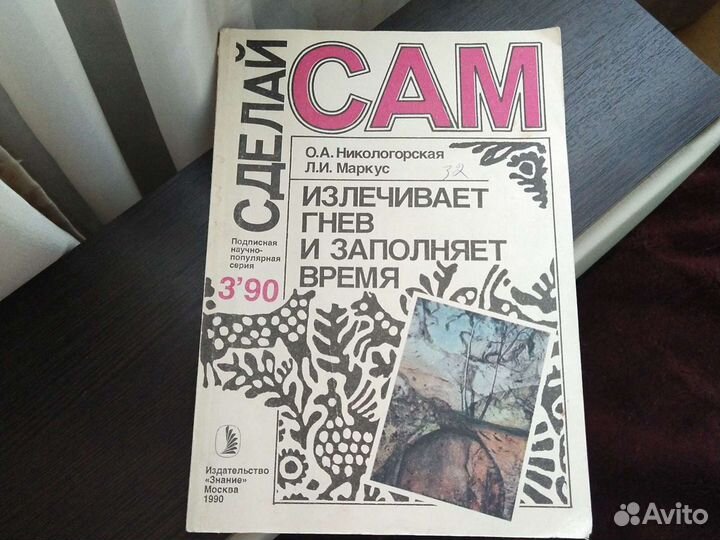 СДЕЛАЙ
САМ
О.А. Никологорская
Л.И. Маркус
32
ИЗЛЕЧИВАЕТ
ГНЕВ
И ЗАПОЛНЯЕТ
ВРЕМЯ
Подписная
научно-
популярная
серия
3'90
Издательство
«Знание»
Москва
1990
Avito